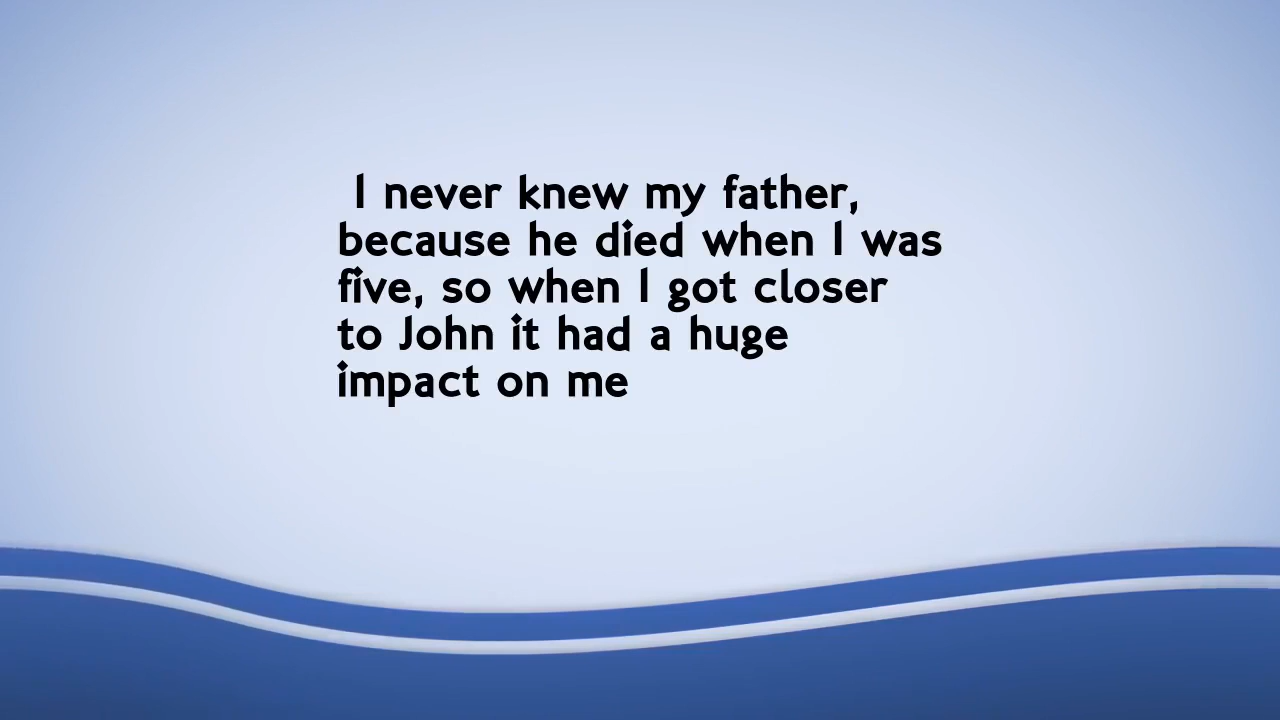 I never knew my father,
because he died when I was
five, so when I got closer
to John it had a huge
impact on me